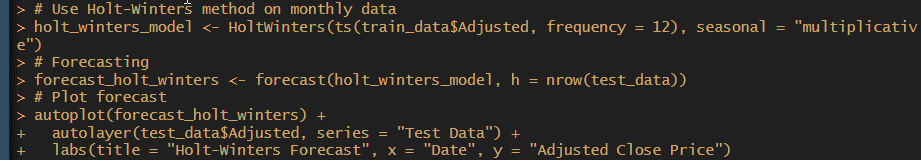 > # Use Holt-Winters method on monthly data
> holt_winters_model <- HoltWinters(ts(train_data$Adjusted, frequency = 12), seasonal = "multiplicativ
e")
> # Forecasting
> forecast_holt_winters <- forecast(holt_winters_model, h = nrow(test_data))
> # Plot forecast
> autoplot(forecast_holt_winters) +
+   autolayer(test_data$Adjusted, series = "Test Data") +
+   labs(title = "Holt-Winters Forecast", x = "Date", y = "Adjusted Close Price")